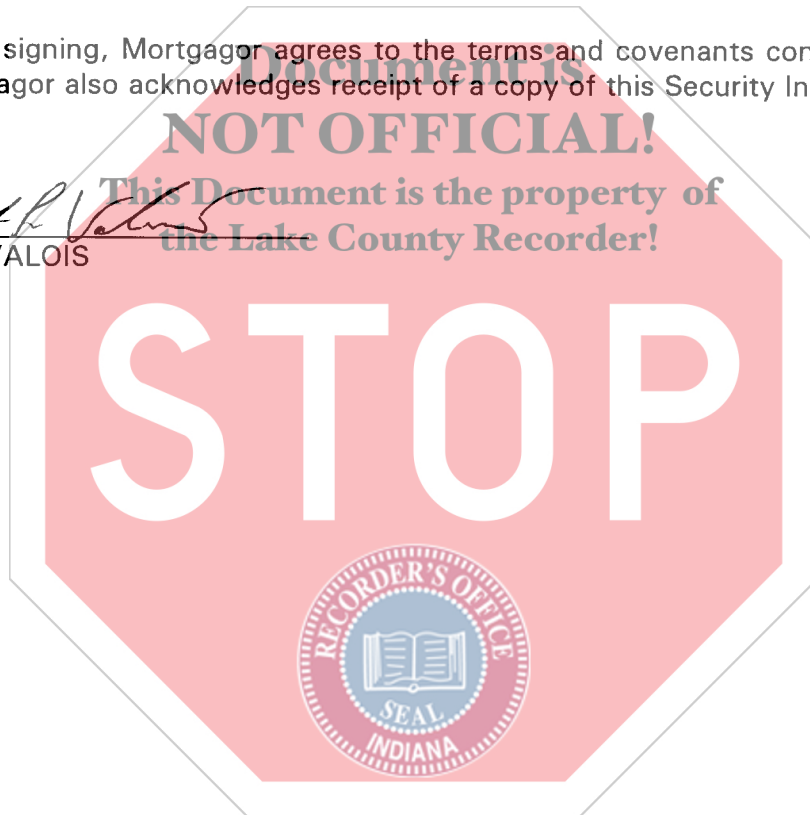 signing, Mortgagor agrees to the terms and covenants con
agor also acknowledges receipt of a copy of this Security In
Document is
NOT OFFICIAL!
This Document is the property of
the Lake County Recorder!
VALOIS
STOP
RECORDER'S OFFICE
SEAL
INDIANA